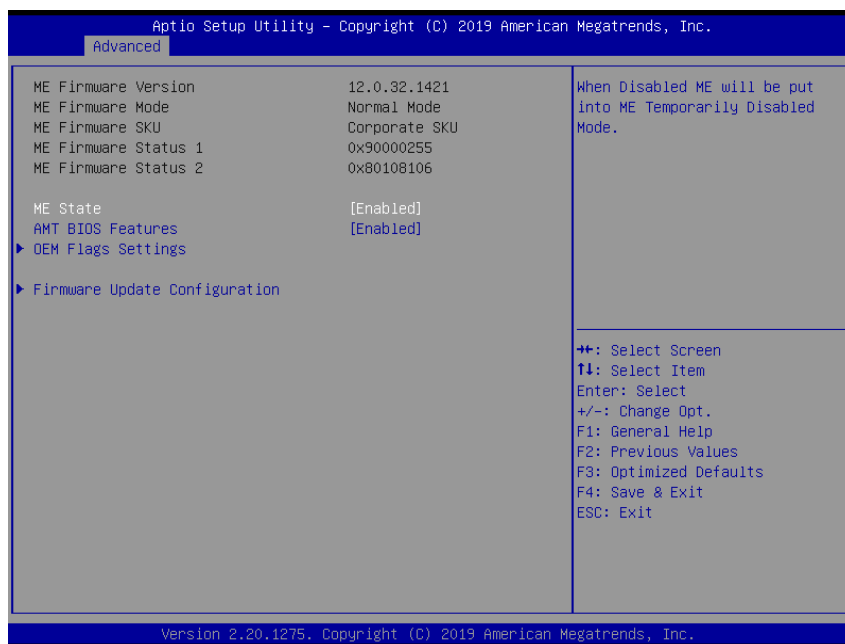 Aptio Setup Utility – Copyright (C) 2019 American Megatrends, Inc.
Advanced
ME Firmware Version 12.0.32.1421
ME Firmware Mode Normal Mode
ME Firmware SKU Corporate SKU
ME Firmware Status 1 0x90000255
ME Firmware Status 2 0x80108106
ME State [Enabled]
AMT BIOS Features [Enabled]
OEM Flags Settings
Firmware Update Configuration
When Disabled ME will be put
into ME Temporarily Disabled
Mode.
→←: Select Screen
↑↓: Select Item
Enter: Select
+/-: Change Opt.
F1: General Help
F2: Previous Values
F3: Optimized Defaults
F4: Save & Exit
ESC: Exit
Version 2.20.1275. Copyright (C) 2019 American Megatrends, Inc.